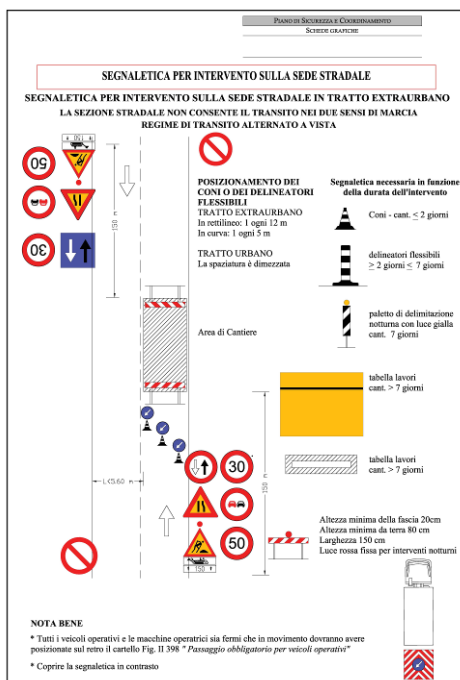 PIANO DI SICUREZZA E COORDINAMENTO
SCHEDE GRAFICHE
SEGNALETICA PER INTERVENTO SULLA SEDE STRADALE
SEGNALETICA PER INTERVENTO SULLA SEDE STRADALE IN TRATTO EXTRAURBANO
LA SEZIONE STRADALE NON CONSENTE IL TRANSITO NEI DUE SENSI DI MARCIA
REGIME DI TRANSITO ALTERNATO A VISTA
150
50
30
150 m
POSIZIONAMENTO DEI
CONI O DEI DELINEATORI
FLESSIBILI
TRATTO EXTRAURBANO
In rettilineo: 1 ogni 12 m
In curva: 1 ogni 5 m
TRATTO URBANO
La spaziatura è dimezzata
Segnaletica necessaria in funzione
della durata dell'intervento
Coni - cant. ≤ 2 giorni
delineatori flessibili
≥ 2 giorni ≤ 7 giorni
paletto di delimitazione
notturna con luce gialla
cant. 7 giorni
Area di Cantiere
tabella lavori
cant. > 7 giorni
tabella lavori
cant. > 7 giorni
L<5.60 m
30
50
150 m
150
Altezza minima della fascia 20cm
Altezza minima da terra 80 cm
Larghezza 150 cm
Luce rossa fissa per interventi notturni
NOTA BENE
* Tutti i veicoli operativi e le macchine operatrici sia fermi che in movimento dovranno avere
posizionate sul retro il cartello Fig. II 398 " Passaggio obbligatorio per veicoli operativi"
* Coprire la segnaletica in contrasto